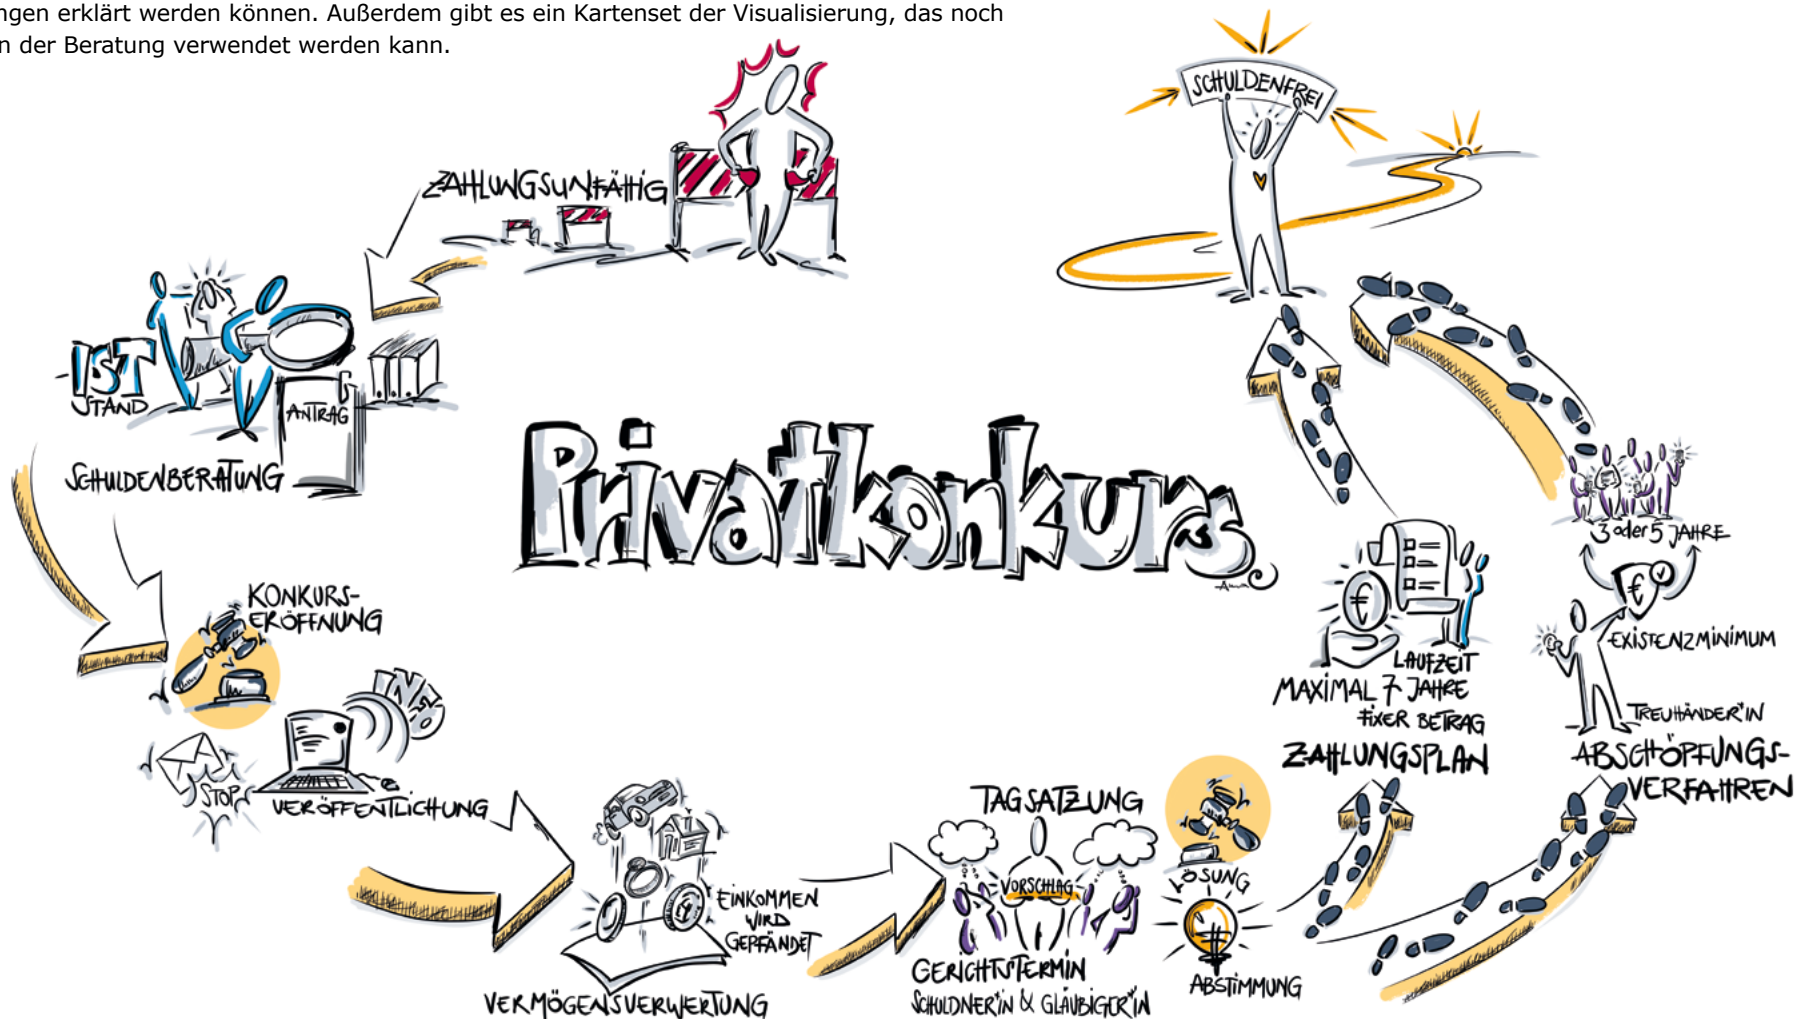 ngen erklärt werden können. Außerdem gibt es ein Kartenset der Visualisierung, das noch
n der Beratung verwendet werden kann.
ZAHLUNGSUNFÄHIG
IST
STAND
ANTRAG
SCHULDENBERATUNG
KONKURS-
ERÖFFNUNG
INFO
STOP
VERÖFFENTLICHUNG
EINKOMMEN
WIRD
GEPFÄNDET
VERMÖGENSVERWERTUNG
TAGSATZUNG
VORSCHLAG
GERICHTSTERMIN
SCHULDNER*IN & GLÄUBIGER*IN
LÖSUNG
ABSTIMMUNG
Privatkonkurs
LAUFZEIT
MAXIMAL 7 JAHRE
FIXER BETRAG
ZAHLUNGSPLAN
3 oder 5 JAHRE
€
€
EXISTENZMINIMUM
TREUHÄNDER*IN
ABSCHÖPFUNGS-
VERFAHREN
SCHULDENFREI